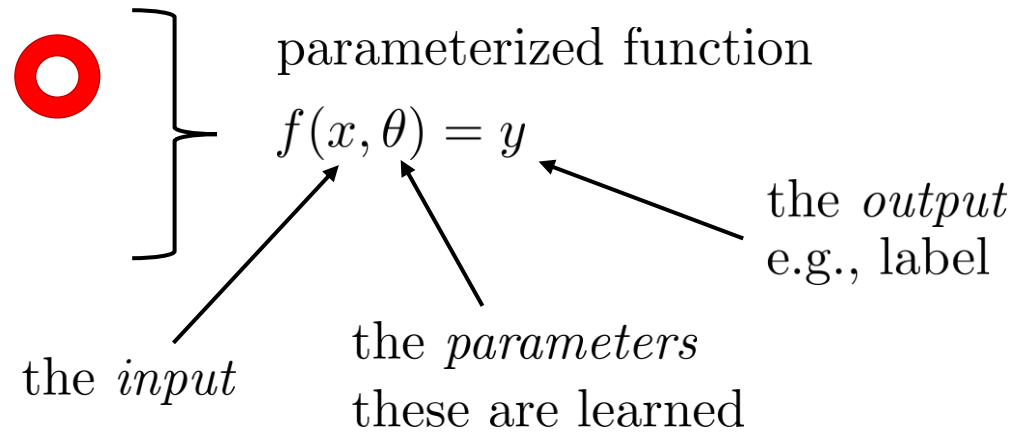 parameterized function
f(x, θ) = y
the output
e.g., label
the input
the parameters
these are learned